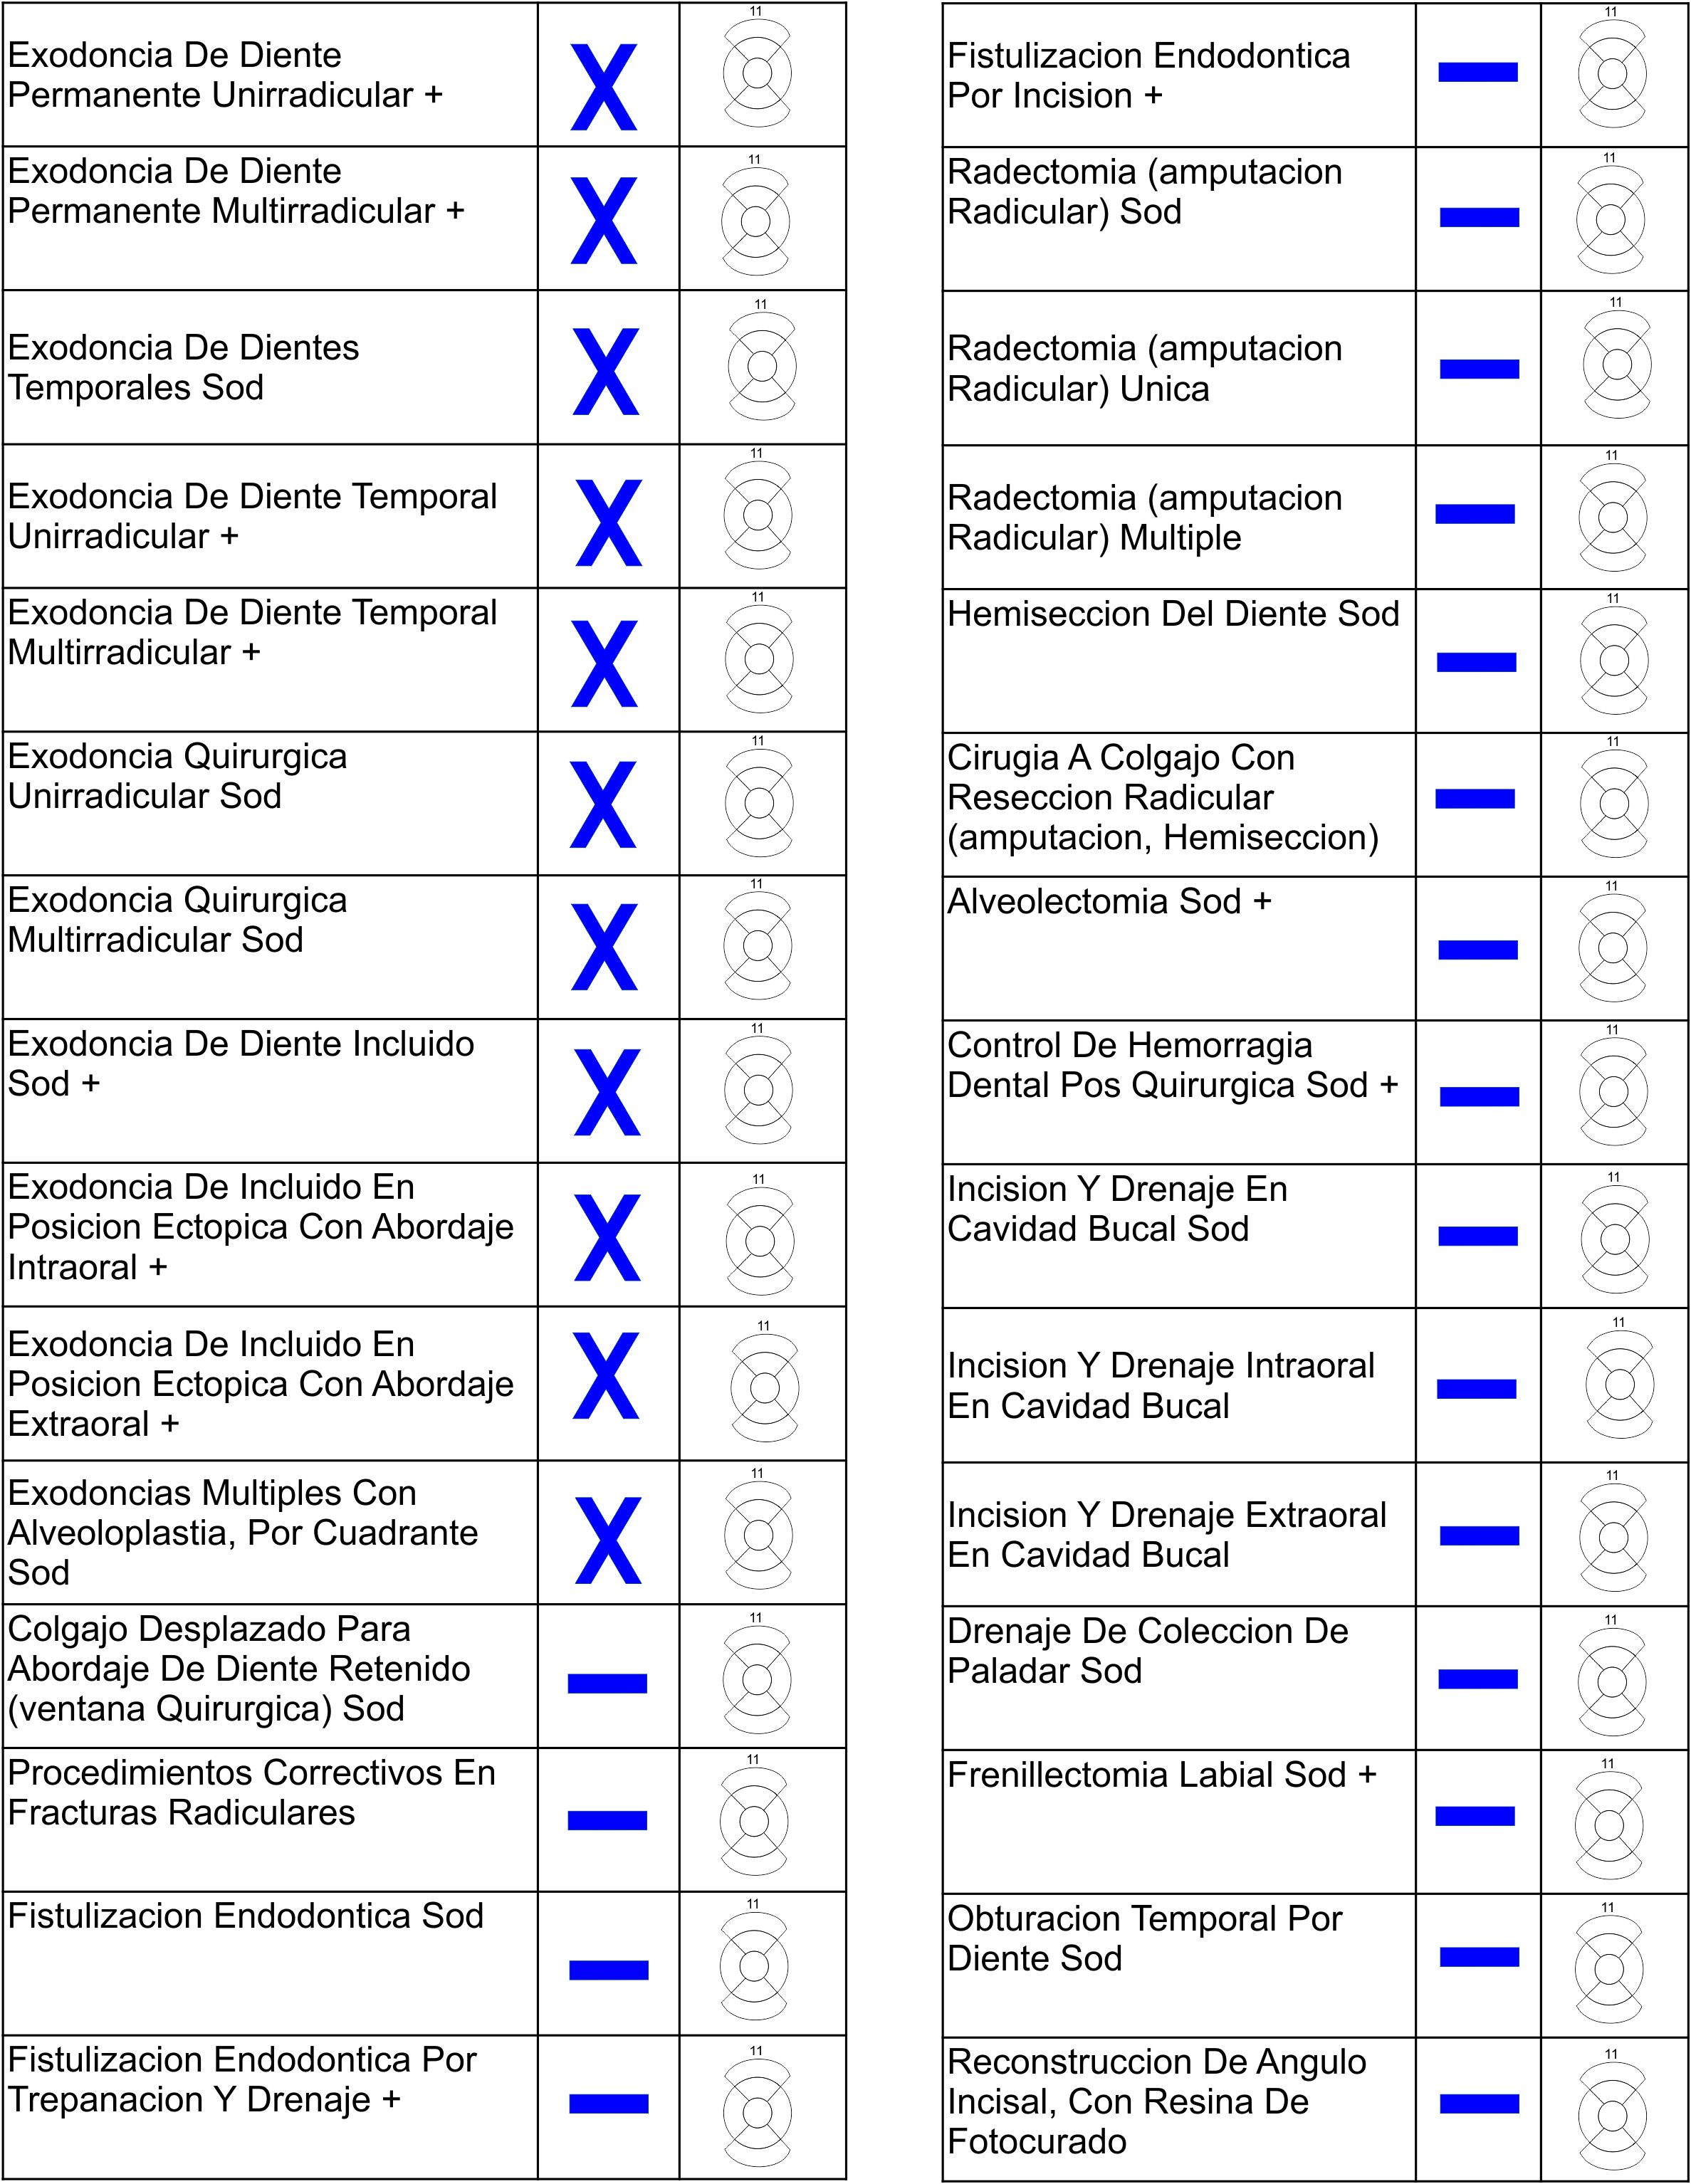 Exodoncia De Diente
Permanente Unirradicular +
X
11
Exodoncia De Diente
Permanente Multirradicular +
X
11
Exodoncia De Dientes
Temporales Sod
X
11
Exodoncia De Diente Temporal
Unirradicular +
X
11
Exodoncia De Diente Temporal
Multirradicular +
X
11
Exodoncia Quirurgica
Unirradicular Sod
X
11
Exodoncia Quirurgica
Multirradicular Sod
X
11
Exodoncia De Diente Incluido
Sod +
X
11
Exodoncia De Incluido En
Posicion Ectopica Con Abordaje
Intraoral +
X
11
Exodoncia De Incluido En
Posicion Ectopica Con Abordaje
Extraoral +
X
11
Exodoncias Multiples Con
Alveoloplastia, Por Cuadrante
Sod
X
11
Colgajo Desplazado Para
Abordaje De Diente Retenido
(ventana Quirurgica) Sod
11
Procedimientos Correctivos En
Fracturas Radiculares
11
Fistulizacion Endodontica Sod
11
Fistulizacion Endodontica Por
Trepanacion Y Drenaje +
11
Fistulizacion Endodontica
Por Incision +
11
Radectomia (amputacion
Radicular) Sod
11
Radectomia (amputacion
Radicular) Unica
11
Radectomia (amputacion
Radicular) Multiple
11
Hemiseccion Del Diente Sod
11
Cirugia A Colgajo Con
Reseccion Radicular
(amputacion, Hemiseccion)
11
Alveolectomia Sod +
11
Control De Hemorragia
Dental Pos Quirurgica Sod +
11
Incision Y Drenaje En
Cavidad Bucal Sod
11
Incision Y Drenaje Intraoral
En Cavidad Bucal
11
Incision Y Drenaje Extraoral
En Cavidad Bucal
11
Drenaje De Coleccion De
Paladar Sod
11
Frenillectomia Labial Sod +
11
Obturacion Temporal Por
Diente Sod
11
Reconstruccion De Angulo
Incisal, Con Resina De
Fotocurado
11